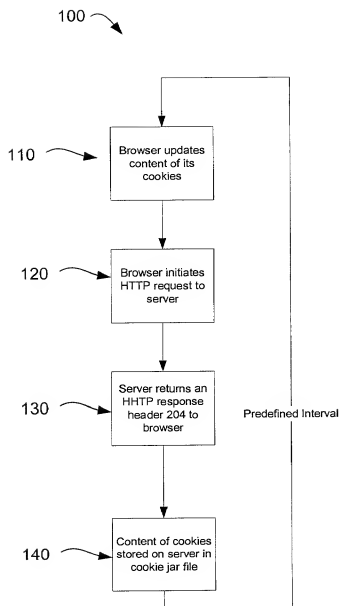 100
110
Browser updates
content of its
cookies
120
Browser initiates
HTTP request to
server
130
Server returns an
HHTP response
header 204 to
browser
Predefined Interval
140
Content of cookies
stored on server in
cookie jar file